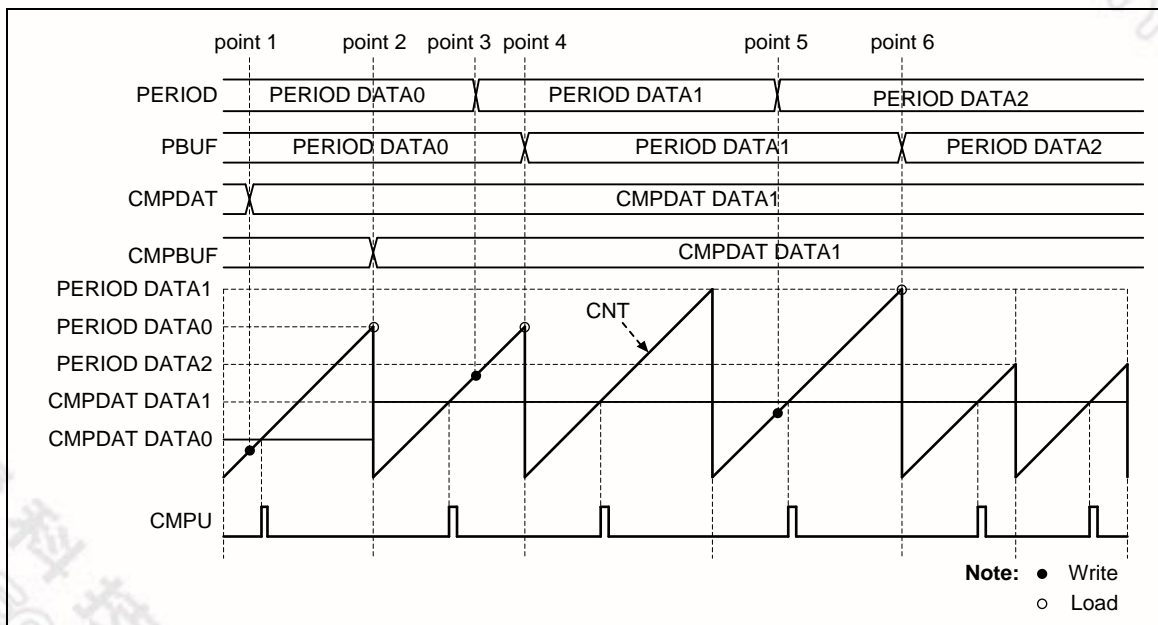 point 1 point 2 point 3 point 4 point 5 point 6
PERIOD PERIOD DATA0 PERIOD DATA1 PERIOD DATA2
PBUF PERIOD DATA0 PERIOD DATA1 PERIOD DATA2
CMPDAT CMPDAT DATA1
CMPBUF CMPDAT DATA1
PERIOD DATA1
CNT
PERIOD DATA0
PERIOD DATA2
CMPDAT DATA1
CMPDAT DATA0
CMPU
科技
Note: ● Write
○ Load